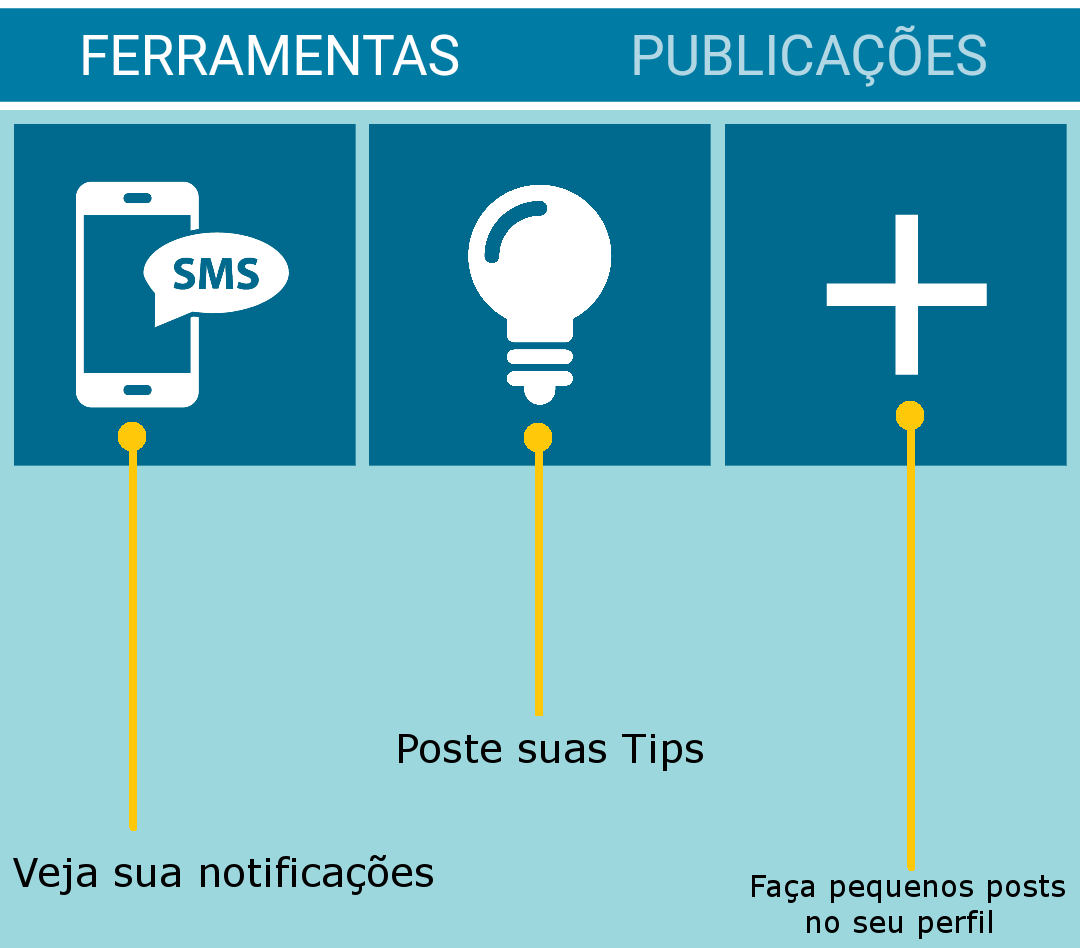 FERRAMENTAS
PUBLICAÇÕES
SMS
Poste suas Tips
Veja sua notificações
Faça pequenos posts
no seu perfil